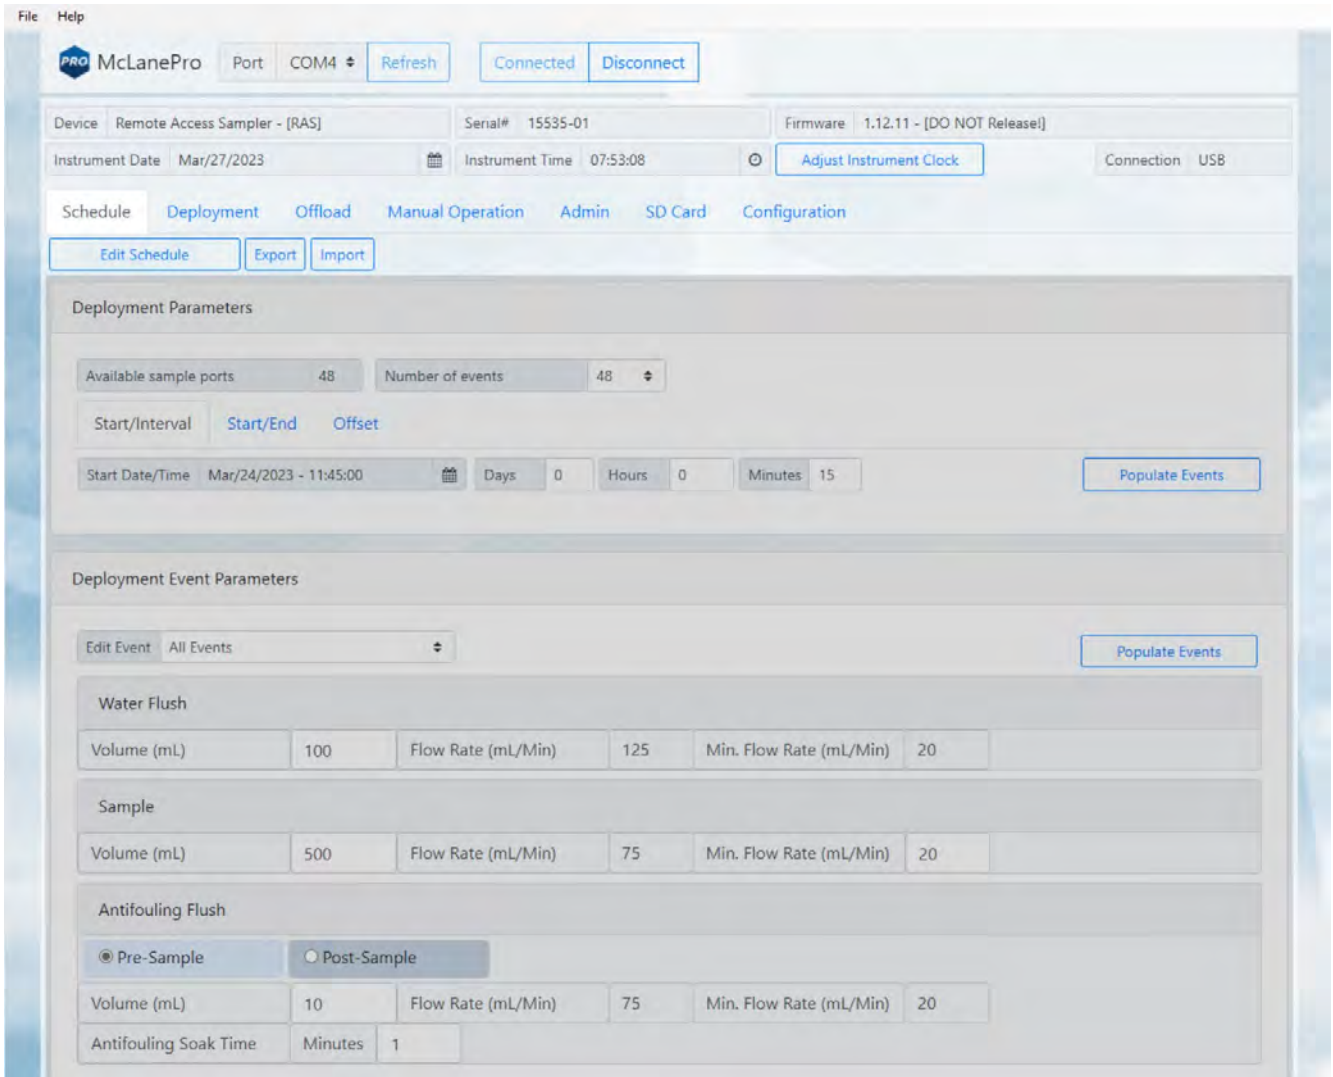 File Help
PRO McLanePro Port COM4 Refresh Connected Disconnect
Device Remote Access Sampler - [RAS] Serial# 15535-01 Firmware 1.12.11 - [DO NOT Release!]
Instrument Date Mar/27/2023 Instrument Time 07:53:08 Adjust Instrument Clock Connection USB
Schedule Deployment Offload Manual Operation Admin SD Card Configuration
Edit Schedule Export Import
Deployment Parameters
Available sample ports 48 Number of events 48
Start/Interval Start/End Offset
Start Date/Time Mar/24/2023 - 11:45:00 Days 0 Hours 0 Minutes 15 Populate Events
Deployment Event Parameters
Edit Event All Events Populate Events
Water Flush
Volume (mL) 100 Flow Rate (mL/Min) 125 Min. Flow Rate (mL/Min) 20
Sample
Volume (mL) 500 Flow Rate (mL/Min) 75 Min. Flow Rate (mL/Min) 20
Antifouling Flush
Pre-Sample Post-Sample
Volume (mL) 10 Flow Rate (mL/Min) 75 Min. Flow Rate (mL/Min) 20
Antifouling Soak Time Minutes 1